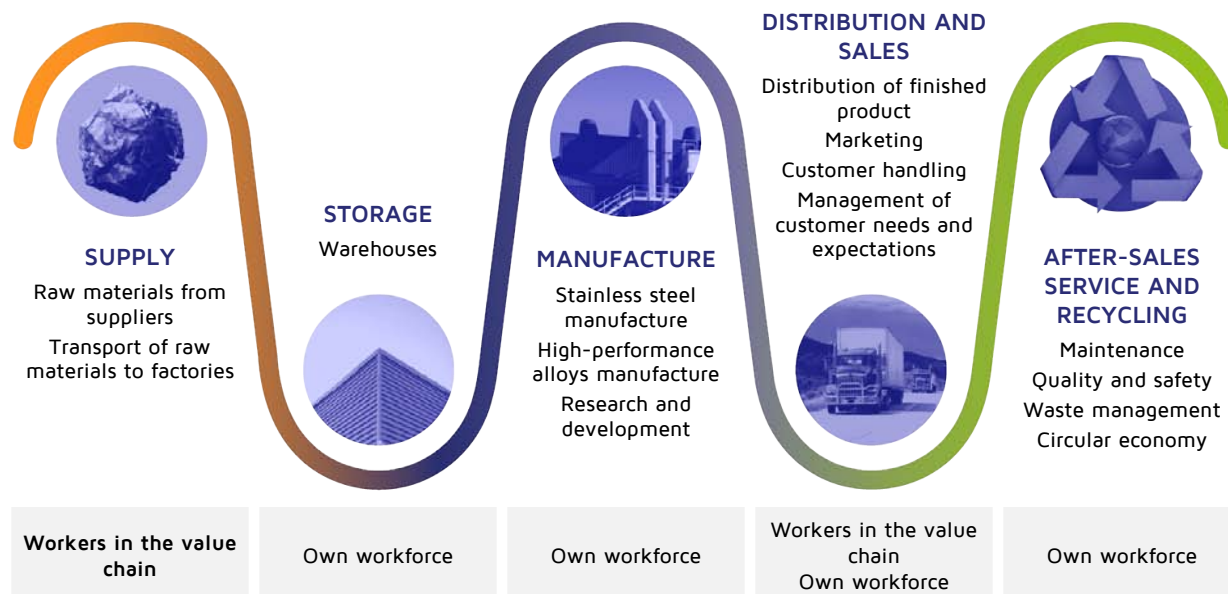 SUPPLY
Raw materials from
suppliers
Transport of raw
materials to factories
STORAGE
Warehouses
MANUFACTURE
Stainless steel
manufacture
High-performance
alloys manufacture
Research and
development
DISTRIBUTION AND
SALES
Distribution of finished
product
Marketing
Customer handling
Management of
customer needs and
expectations
AFTER-SALES
SERVICE AND
RECYCLING
Maintenance
Quality and safety
Waste management
Circular economy
Workers in the value
chain
Own workforce
Own workforce
Workers in the value
chain
Own workforce
Own workforce